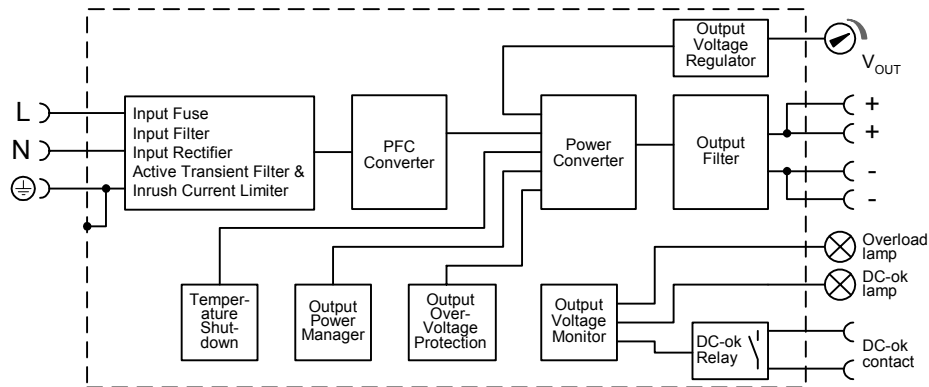 Output
Voltage
Regulator
VOUT
L
N
Input Fuse
Input Filter
Input Rectifier
Active Transient Filter &
Inrush Current Limiter
PFC
Converter
Power
Converter
Output
Filter
+
+
-
-
Temper-
ature
Shut-
down
Output
Power
Manager
Output
Over-
Voltage
Protection
Output
Voltage
Monitor
Overload
lamp
DC-ok
lamp
DC-ok
Relay
DC-ok
contact